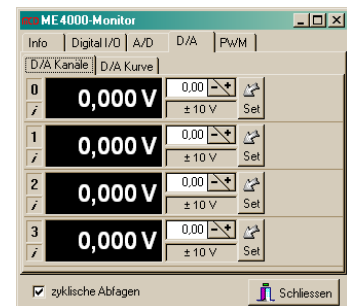 ME4000-Monitor
Info Digital I/O A/D D/A PWM
D/A Kanäle D/A Kurve
0 0,000 V 0,00 - + Set
i ± 10 V
1 0,000 V 0,00 - + Set
i ± 10 V
2 0,000 V 0,00 - + Set
i ± 10 V
3 0,000 V 0,00 - + Set
i ± 10 V
zyklische Abfagen Schliessen